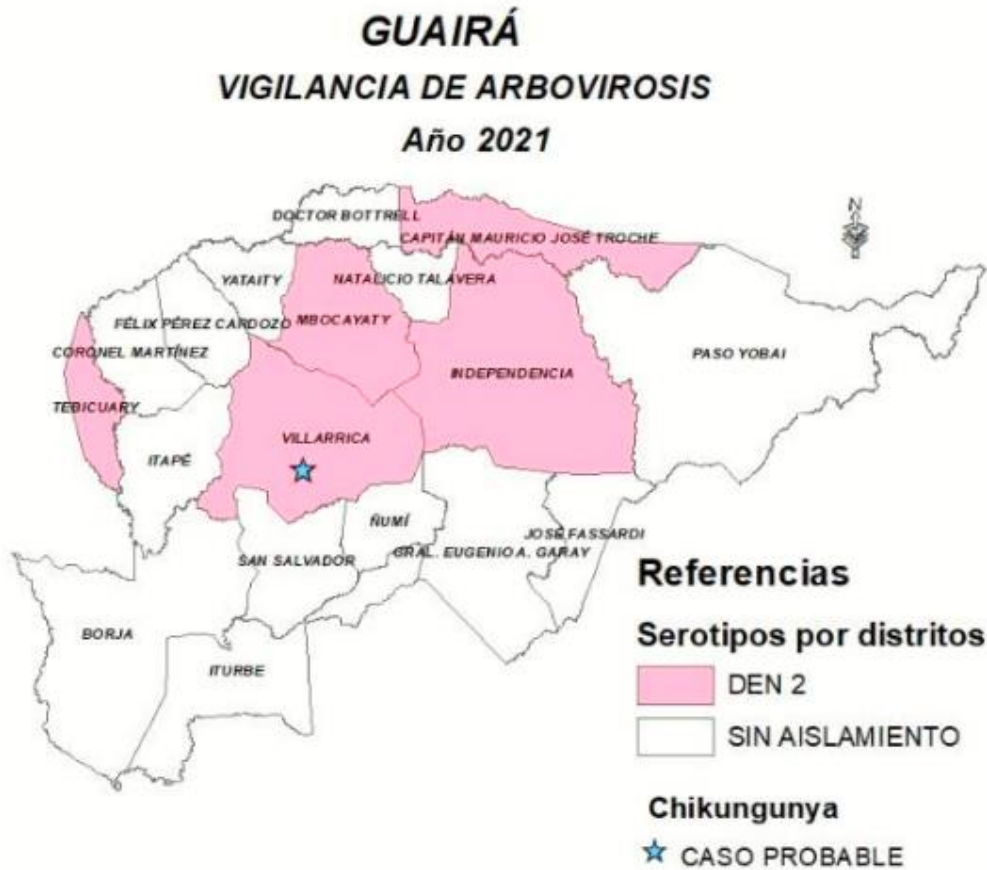 GUAIRÁ
VIGILANCIA DE ARBOVIROSIS
Año 2021
N
DOCTOR BOTTRELL
CAPITÁN MAURICIO JOSÉ TROCHE
YATAITY
NATALICIO TALAVERA
FÉLIX PÉREZ CARDOZO
MBOCAYATY
CORONEL MARTÍNEZ
PASO YOBAI
INDEPENDENCIA
TEBICUARY
VILLARRICA
ITAPÉ
ÑUMÍ
JOSÉ FASSARDI
SAN SALVADOR
GRAL. EUGENIO A. GARAY
BORJA
ITURBE
Referencias
Serotipos por distritos
DEN 2
SIN AISLAMIENTO
Chikungunya
CASO PROBABLE